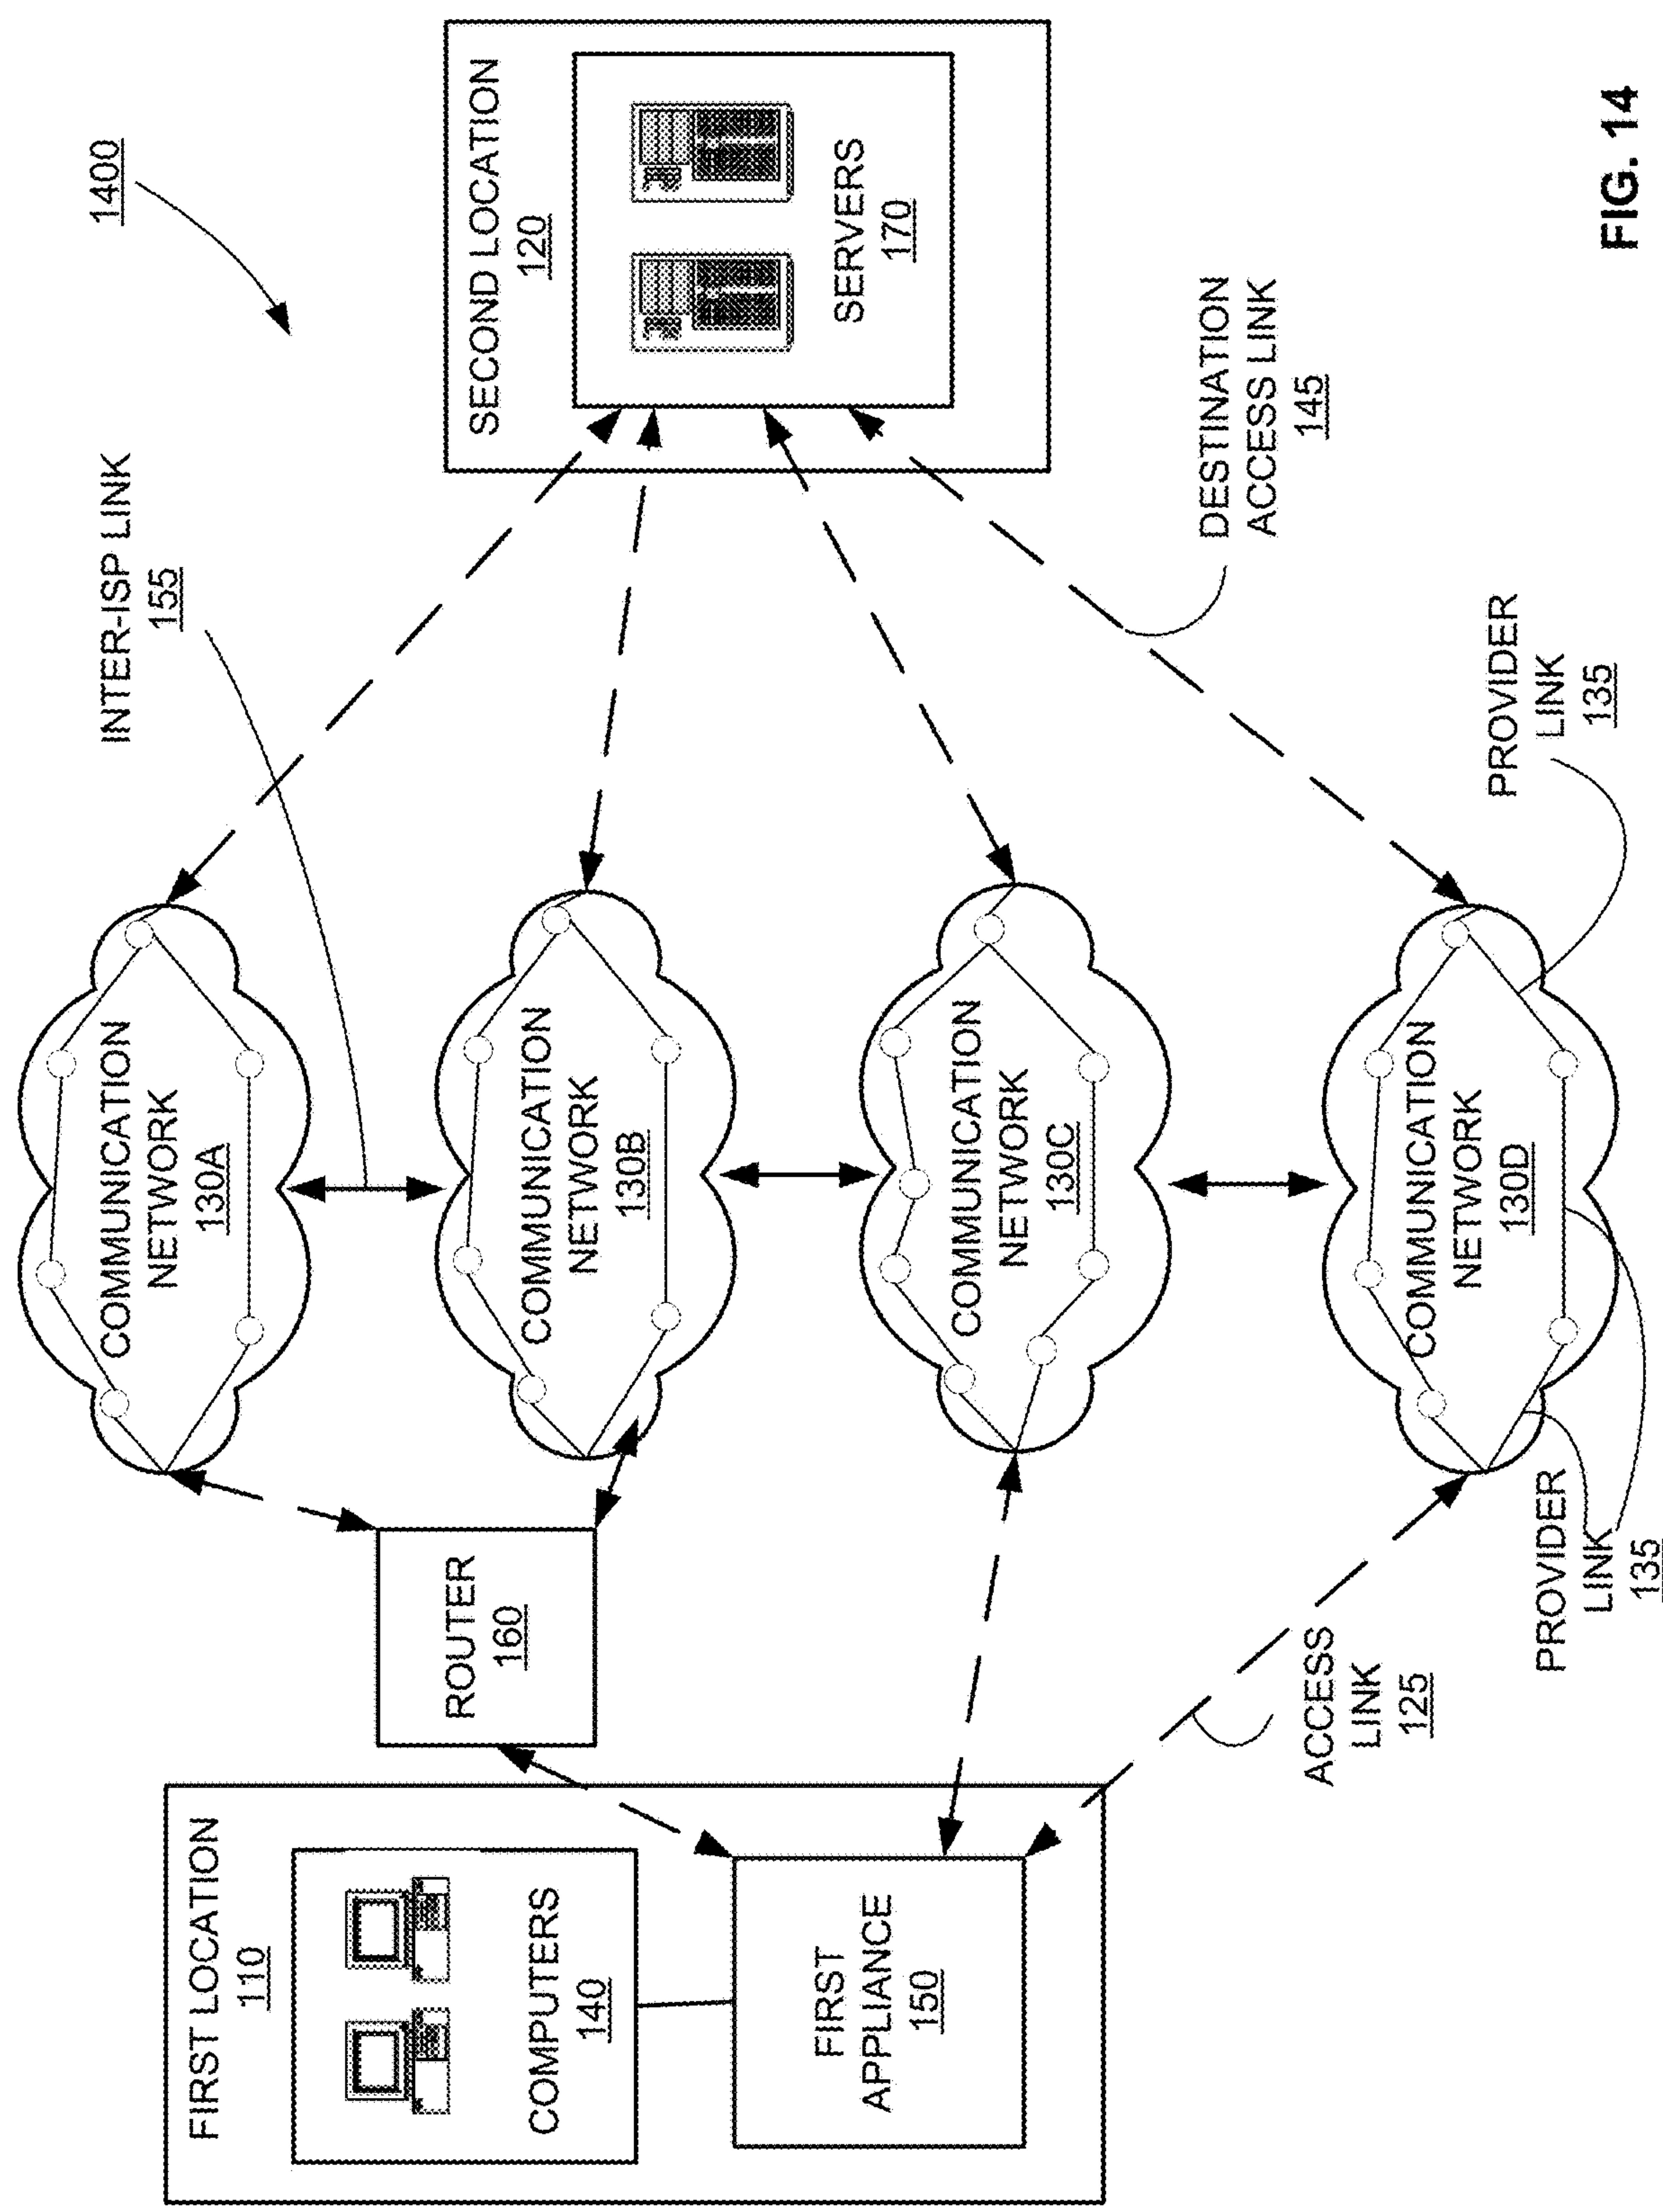 1400
FIRST LOCATION
110
COMPUTERS
140
FIRST
APPLIANCE
150
ROUTER
160
COMMUNICATION
NETWORK
130A
COMMUNICATION
NETWORK
130B
COMMUNICATION
NETWORK
130C
COMMUNICATION
NETWORK
130D
INTER-ISP LINK
155
SECOND LOCATION
120
SERVERS
170
DESTINATION
ACCESS LINK
145
ACCESS
LINK
125
PROVIDER
LINK
135
PROVIDER
LINK
135
FIG. 14